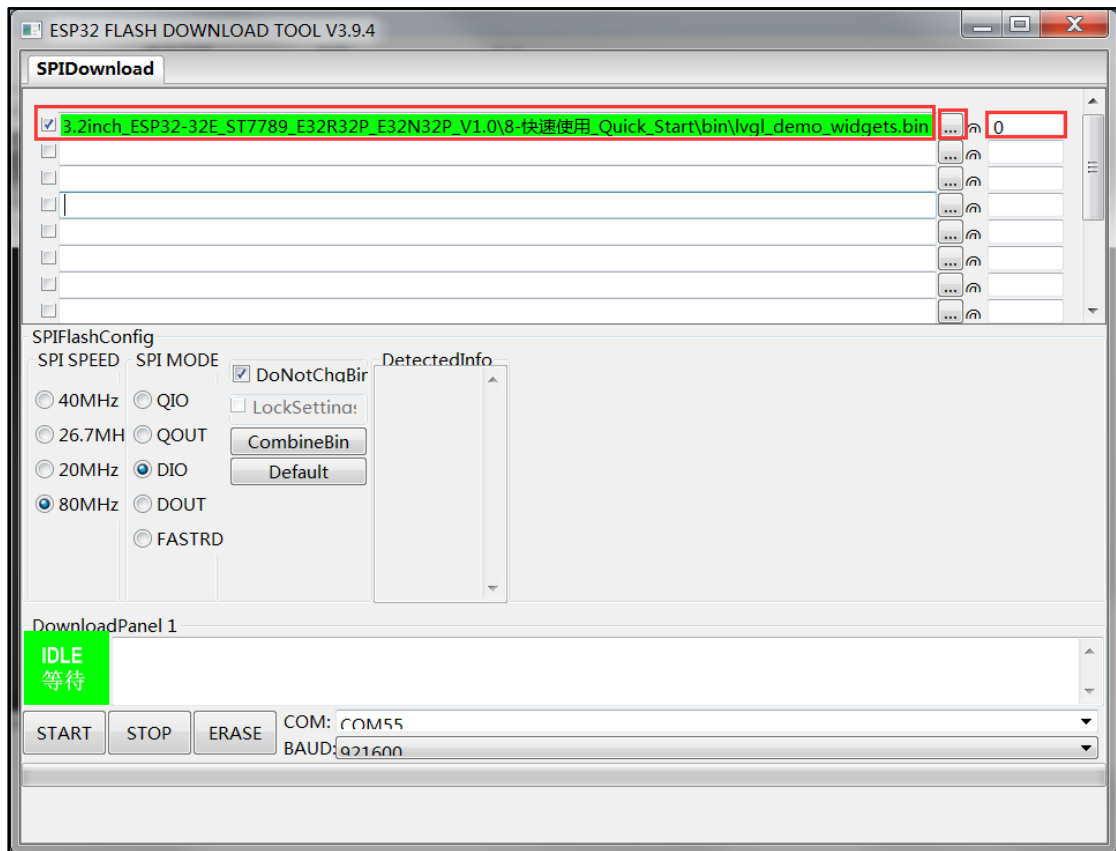 ESP32 FLASH DOWNLOAD TOOL V3.9.4
SPIDownload
3.2inch_ESP32-32E_ST7789_E32R32P_E32N32P_V1.0\8-快速使用_Quick_Start\bin\lvgl_demo_widgets.bin ... @ 0
... @
... @
... @
... @
... @
... @
... @
SPIFlashConfig
SPI SPEED SPI MODE DetectedInfo
DoNotChgBin
40MHz QIO LockSettings
26.7MH QOUT CombineBin
20MHz DIO Default
80MHz DOUT
FASTRD
DownloadPanel 1
IDLE
等待
START STOP ERASE COM: COM55
BAUD: 921600